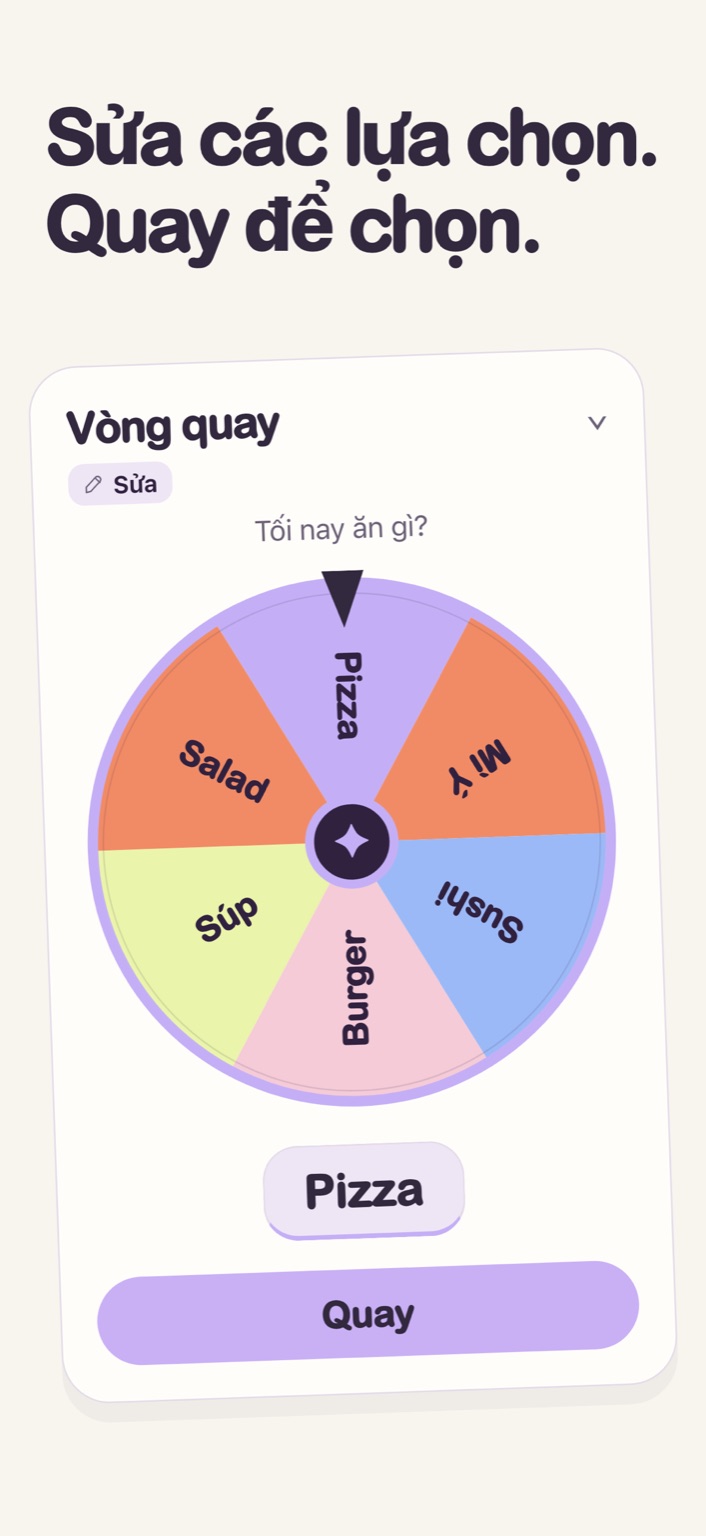 Sửa các lựa chọn.
Quay để chọn.
Vòng quay
Sửa
Tối nay ăn gì?
Pizza
Mì Ý
Sushi
Burger
Súp
Salad
Pizza
Quay